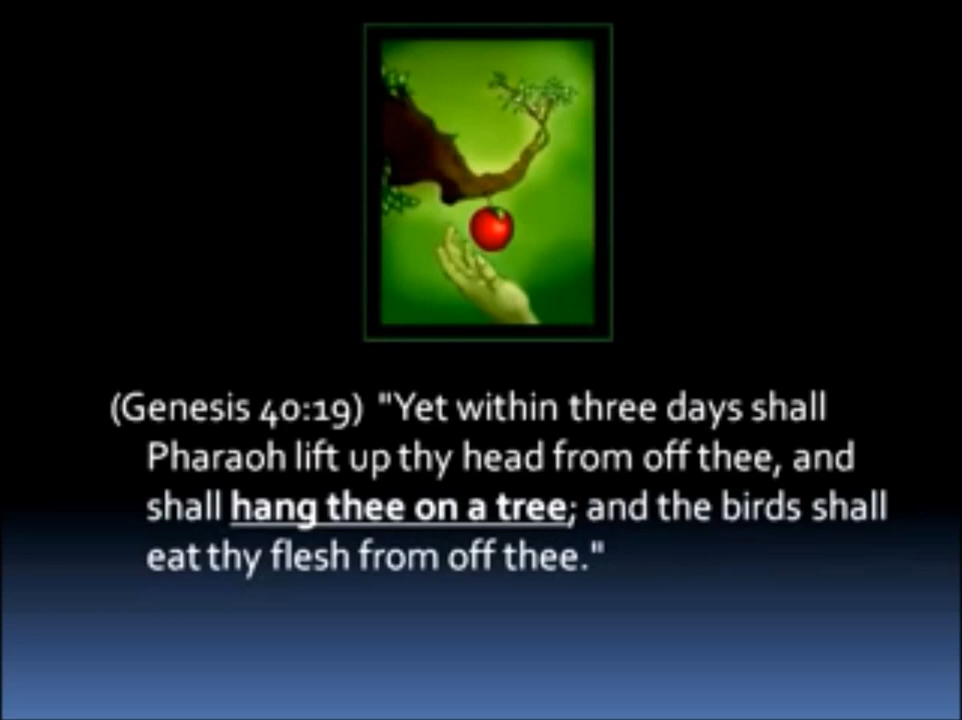 (Genesis 40:19) "Yet within three days shall
Pharaoh lift up thy head from off thee, and
shall hang thee on a tree; and the birds shall
eat thy flesh from off thee."